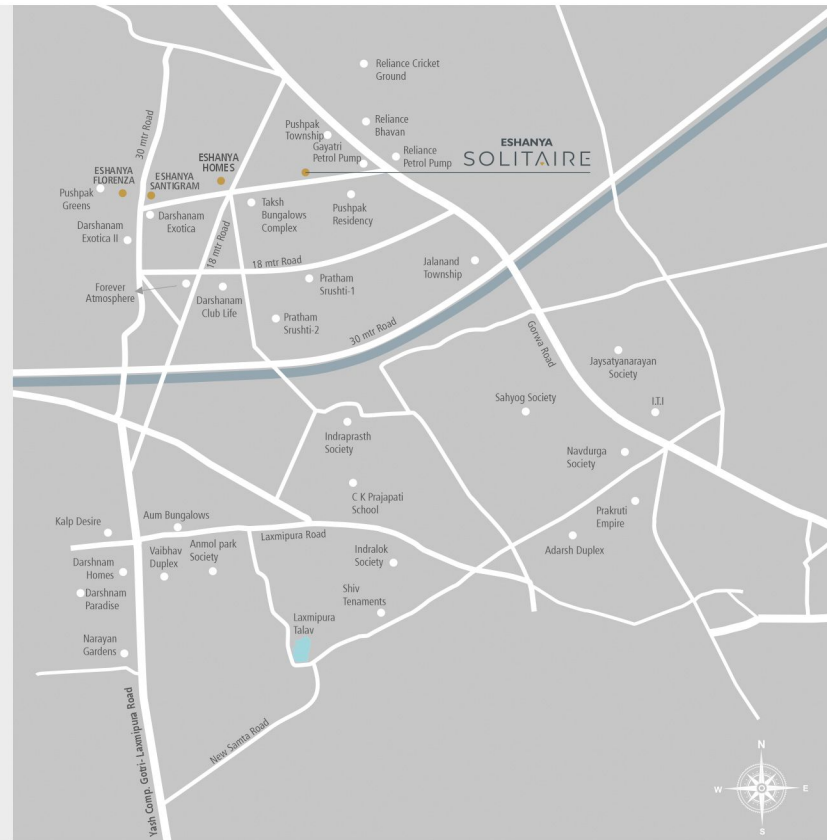 Reliance Cricket
Ground
Reliance
Bhavan
Pushpak
Township
Gayatri
Petrol Pump
Reliance
Petrol Pump
ESHANYA
SOLITAIRE
30 mtr Road
ESHANYA
HOMES
ESHANYA
FLORENZA
ESHANYA
SANTIGRAM
Pushpak
Greens
Darshanam
Exotica
Taksh
Bungalows
Complex
Pushpak
Residency
Darshanam
Exotica II
18 mtr Road
18 mtr Road
Jalanand
Township
Forever
Atmosphere
Darshanam
Club Life
Pratham
Srushti-1
Pratham
Srushti-2
30 mtr Road
Gorwa Road
Jaysatyanarayan
Society
Sahyog Society
I.T.I
Indraprasth
Society
Navdurga
Society
C K Prajapati
School
Prakruti
Empire
Kalp Desire
Aum Bungalows
Laxmipura Road
Adarsh Duplex
Vaibhav
Duplex
Anmol park
Society
Indralok
Society
Darshnam
Homes
Darshnam
Paradise
Shiv
Tenaments
Laxmipura
Talav
Narayan
Gardens
New Samta Road
Yash Comp. Gotri- Laxmipura Road
N
W
E
S